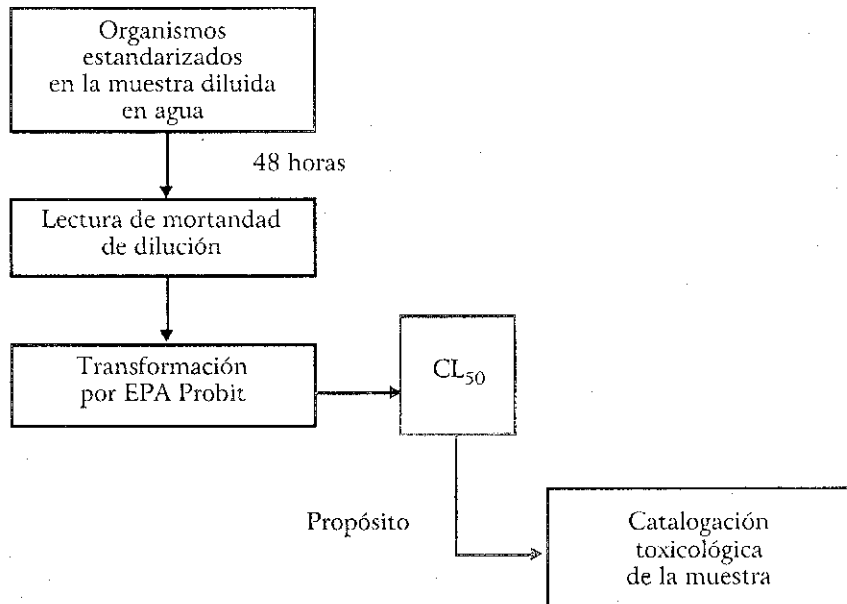 Organismos
estandarizados
en la muestra diluida
en agua
48 horas
Lectura de mortandad
de dilución
Transformación
por EPA Probit
CL50
Propósito
Catalogación
toxicológica
de la muestra